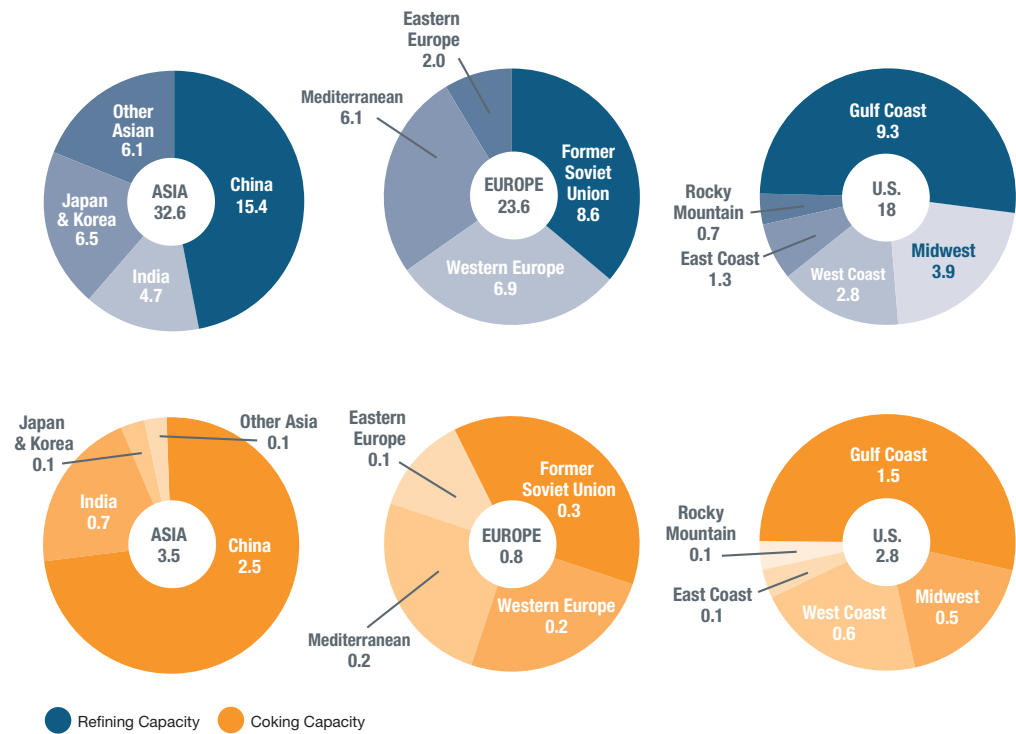 Other
Asian
6.1
Japan
& Korea
6.5
India
4.7
China
15.4
ASIA
32.6
Eastern
Europe
2.0
Mediterranean
6.1
Western Europe
6.9
Former
Soviet
Union
8.6
EUROPE
23.6
Gulf Coast
9.3
Rocky
Mountain
0.7
East Coast
1.3
West Coast
2.8
Midwest
3.9
U.S.
18
Japan
& Korea
0.1
Other Asia
0.1
India
0.7
China
2.5
ASIA
3.5
Eastern
Europe
0.1
Former
Soviet Union
0.3
Mediterranean
0.2
Western Europe
0.2
EUROPE
0.8
Gulf Coast
1.5
Rocky
Mountain
0.1
East Coast
0.1
West Coast
0.6
Midwest
0.5
U.S.
2.8
Refining Capacity
Coking Capacity